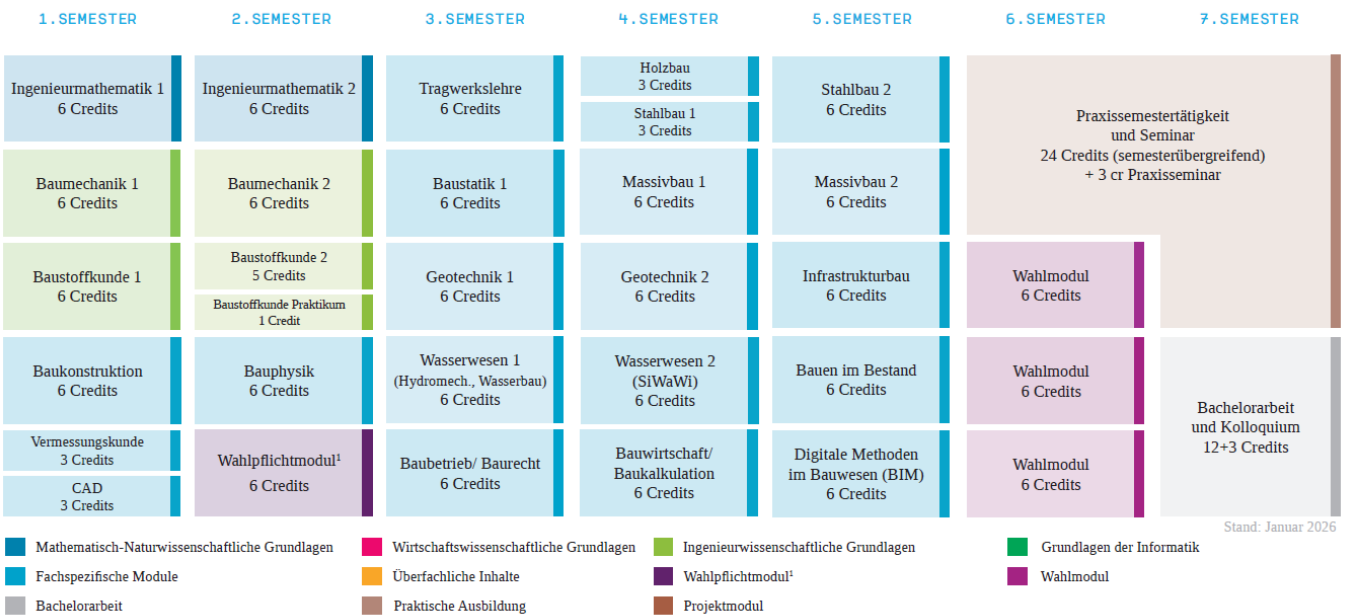 1.SEMESTER
2.SEMESTER
3.SEMESTER
4.SEMESTER
5.SEMESTER
6.SEMESTER
7.SEMESTER
Ingenieurmathematik 1
6 Credits
Baumechanik 1
6 Credits
Baustoffkunde 1
6 Credits
Baukonstruktion
6 Credits
Vermessungskunde
3 Credits
CAD
3 Credits
Ingenieurmathematik 2
6 Credits
Baumechanik 2
6 Credits
Baustoffkunde 2
5 Credits
Baustoffkunde Praktikum
1 Credit
Bauphysik
6 Credits
Wahlpflichtmodul¹
6 Credits
Tragwerkslehre
6 Credits
Baustatik 1
6 Credits
Geotechnik 1
6 Credits
Wasserwesen 1
(Hydromech., Wasserbau)
6 Credits
Baubetrieb/ Baurecht
6 Credits
Holzbau
3 Credits
Stahlbau 1
3 Credits
Massivbau 1
6 Credits
Geotechnik 2
6 Credits
Wasserwesen 2
(SiWaWi)
6 Credits
Bauwirtschaft/
Baukalkulation
6 Credits
Stahlbau 2
6 Credits
Massivbau 2
6 Credits
Infrastrukturbau
6 Credits
Bauen im Bestand
6 Credits
Digitale Methoden
im Bauwesen (BIM)
6 Credits
Praxissemestertätigkeit
und Seminar
24 Credits (semesterübergreifend)
+ 3 cr Praxisseminar
Wahlmodul
6 Credits
Wahlmodul
6 Credits
Wahlmodul
6 Credits
Bachelorarbeit
und Kolloquium
12+3 Credits
Stand: Januar 2026
Mathematisch-Naturwissenschaftliche Grundlagen
Wirtschaftswissenschaftliche Grundlagen
Ingenieurwissenschaftliche Grundlagen
Grundlagen der Informatik
Fachspezifische Module
Überfachliche Inhalte
Wahlpflichtmodul¹
Wahlmodul
Bachelorarbeit
Praktische Ausbildung
Projektmodul